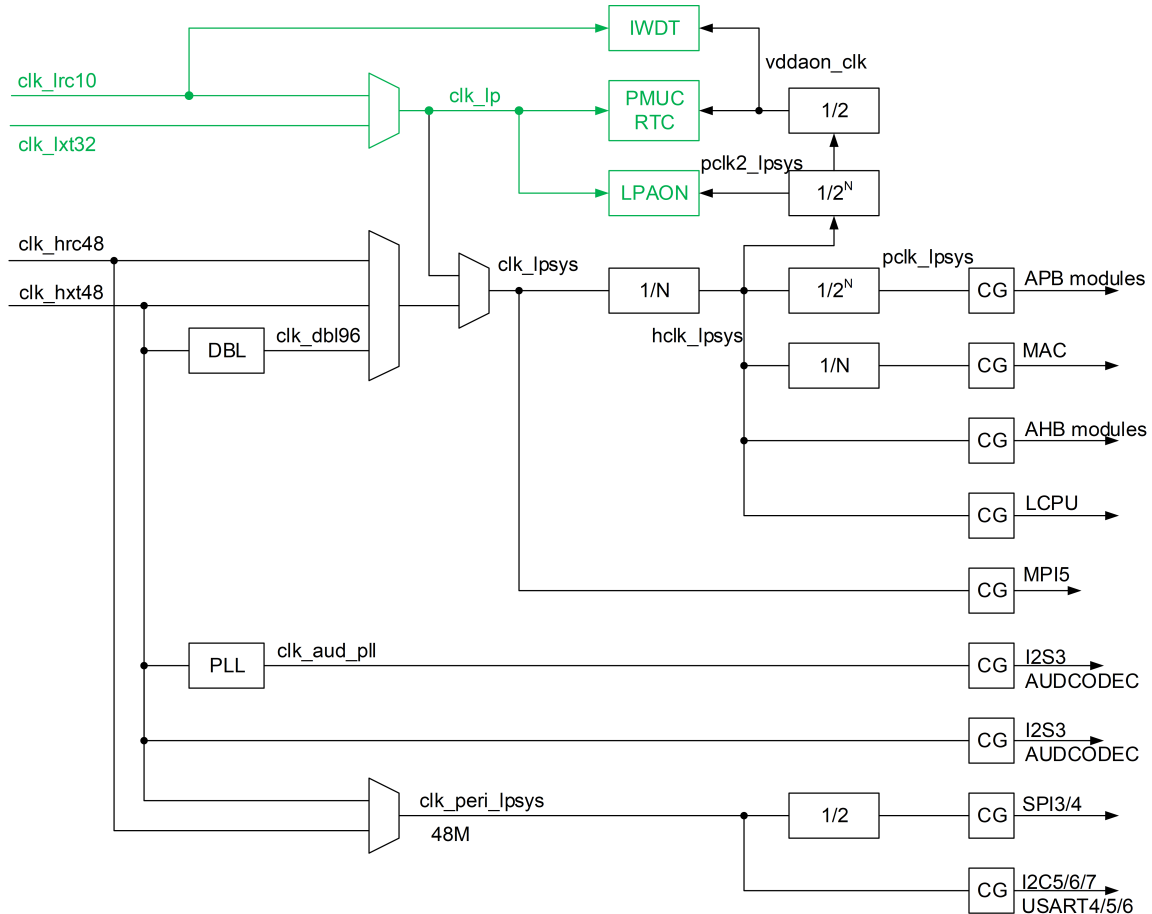 IWDT
vddaon_clk
clk_lrc10
clk_lp
PMUC
RTC
1/2
clk_lxt32
pclk2_lpsys
LPAON
1/2ᴺ
clk_hrc48
clk_lpsys
pclk_lpsys
clk_hxt48
1/N
1/2ᴺ
CG
APB modules
DBL
clk_dbl96
hclk_lpsys
1/N
CG
MAC
CG
AHB modules
CG
LCPU
CG
MPI5
PLL
clk_aud_pll
CG
I2S3
AUDCODEC
CG
I2S3
AUDCODEC
clk_peri_lpsys
48M
1/2
CG
SPI3/4
CG
I2C5/6/7
USART4/5/6